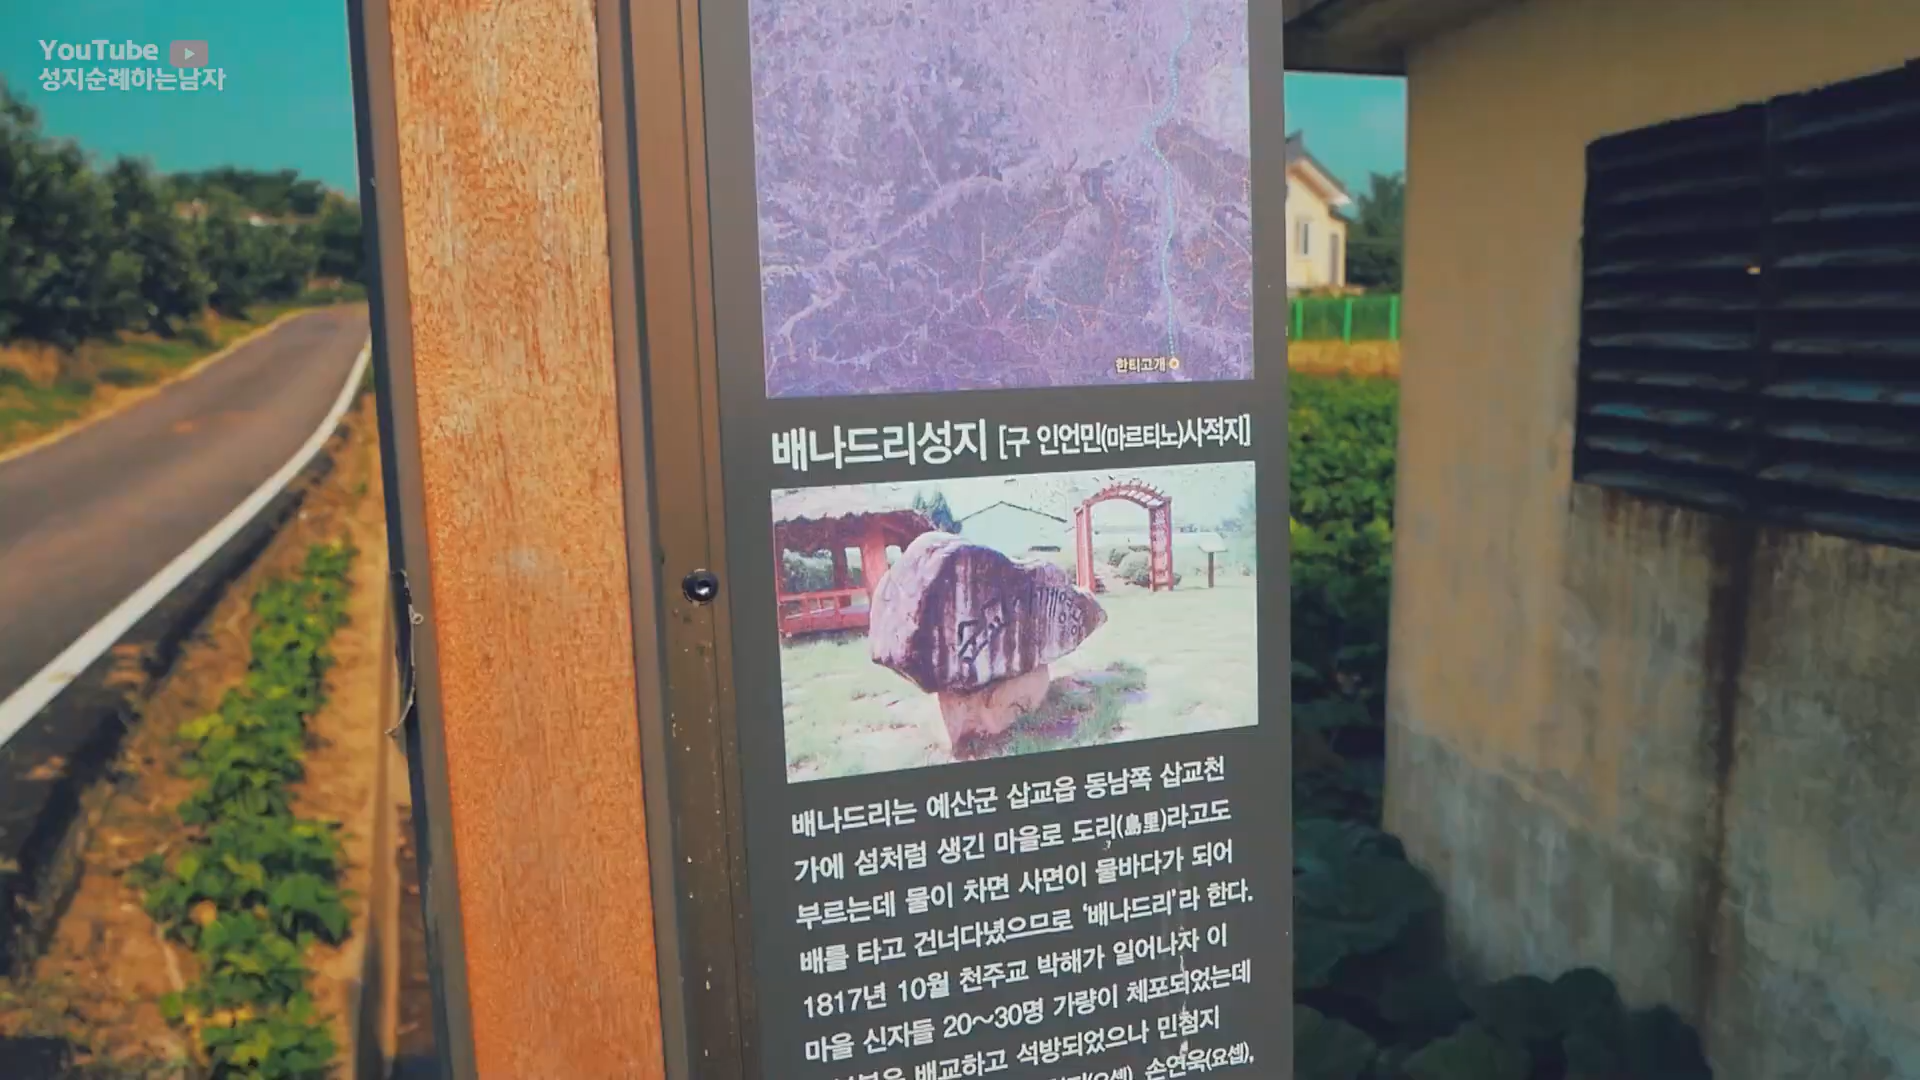 YouTube
성지순례하는남자
한티고개
배나드리성지 [구 인언민(마르티노)사적지]
배나드리는 예산군 삽교읍 동남쪽 삽교천
가에 섬처럼 생긴 마을로 도리(島里)라고도
부르는데 물이 차면 사면이 물바다가 되어
배를 타고 건너다녔으므로 '배나드리'라 한다.
1817년 10월 천주교 박해가 일어나자 이
마을 신자들 20~30명 가량이 체포되었는데
배교하고 석방되었으나 민첨지
손연욱(요셉),